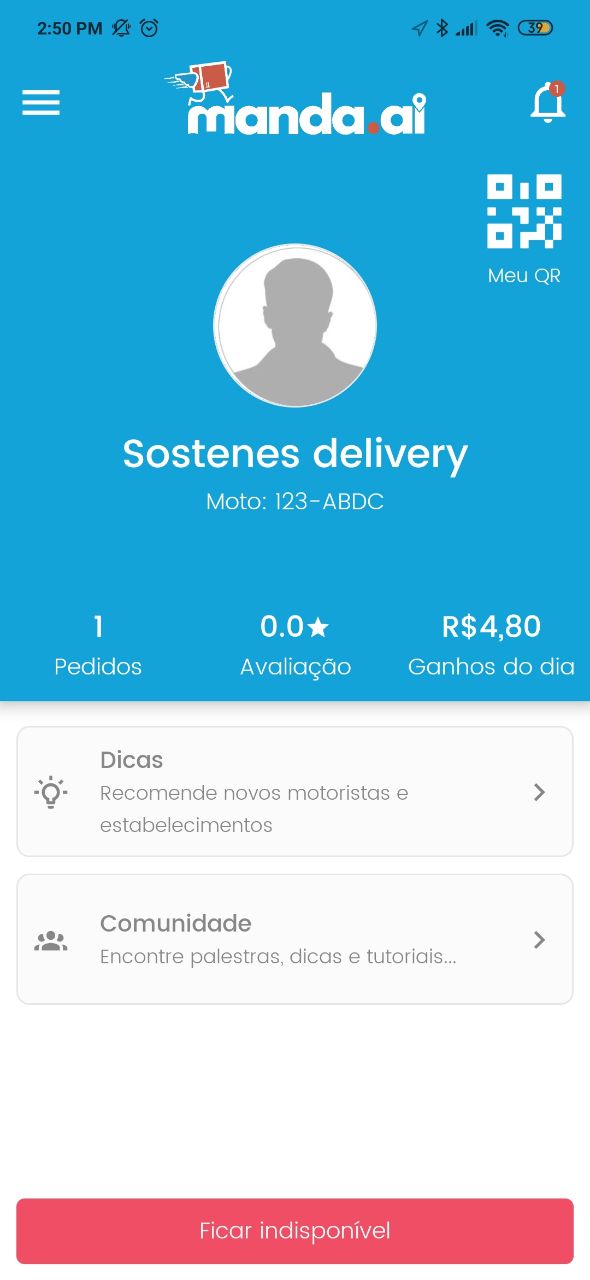 2:50 PM
39
manda.ai
1
Meu QR
Sostenes delivery
Moto: 123-ABDC
1
0.0★
R$4,80
Pedidos
Avaliação
Ganhos do dia
Dicas
Recomende novos motoristas e
estabelecimentos
Comunidade
Encontre palestras, dicas e tutoriais...
Ficar indisponível